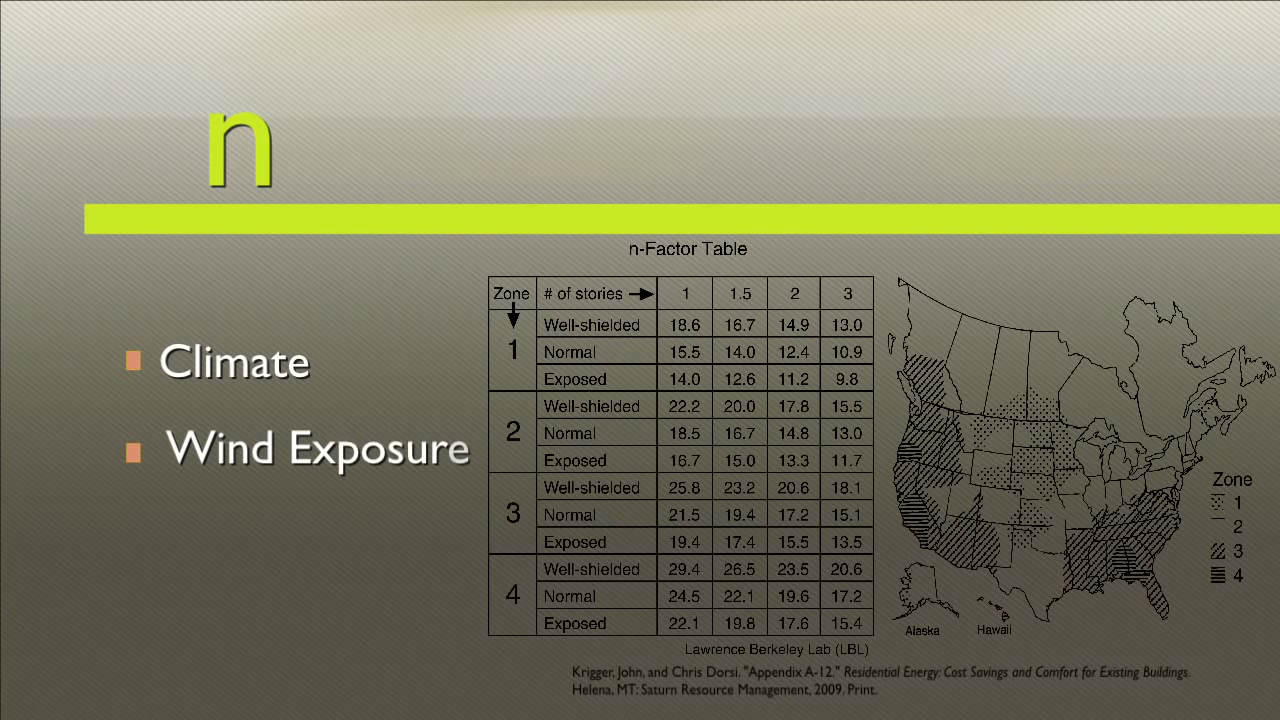 n
n-Factor Table
Climate
Wind Exposure
Zone # of stories 1 1.5 2 3
1
Well-shielded 18.6 16.7 14.9 13.0
Normal 15.5 14.0 12.4 10.9
Exposed 14.0 12.6 11.2 9.8
2
Well-shielded 22.2 20.0 17.8 15.5
Normal 18.5 16.7 14.8 13.0
Exposed 16.7 15.0 13.3 11.7
3
Well-shielded 25.8 23.2 20.6 18.1
Normal 21.5 19.4 17.2 15.1
Exposed 19.4 17.4 15.5 13.5
4
Well-shielded 29.4 26.5 23.5 20.6
Normal 24.5 22.1 19.6 17.2
Exposed 22.1 19.8 17.6 15.4
Zone
1
2
3
4
Alaska Hawaii
Lawrence Berkeley Lab (LBL)
Krigger, John, and Chris Dorsi. "Appendix A-12." Residential Energy: Cost Savings and Comfort for Existing Buildings.
Helena, MT: Saturn Resource Management, 2009. Print.